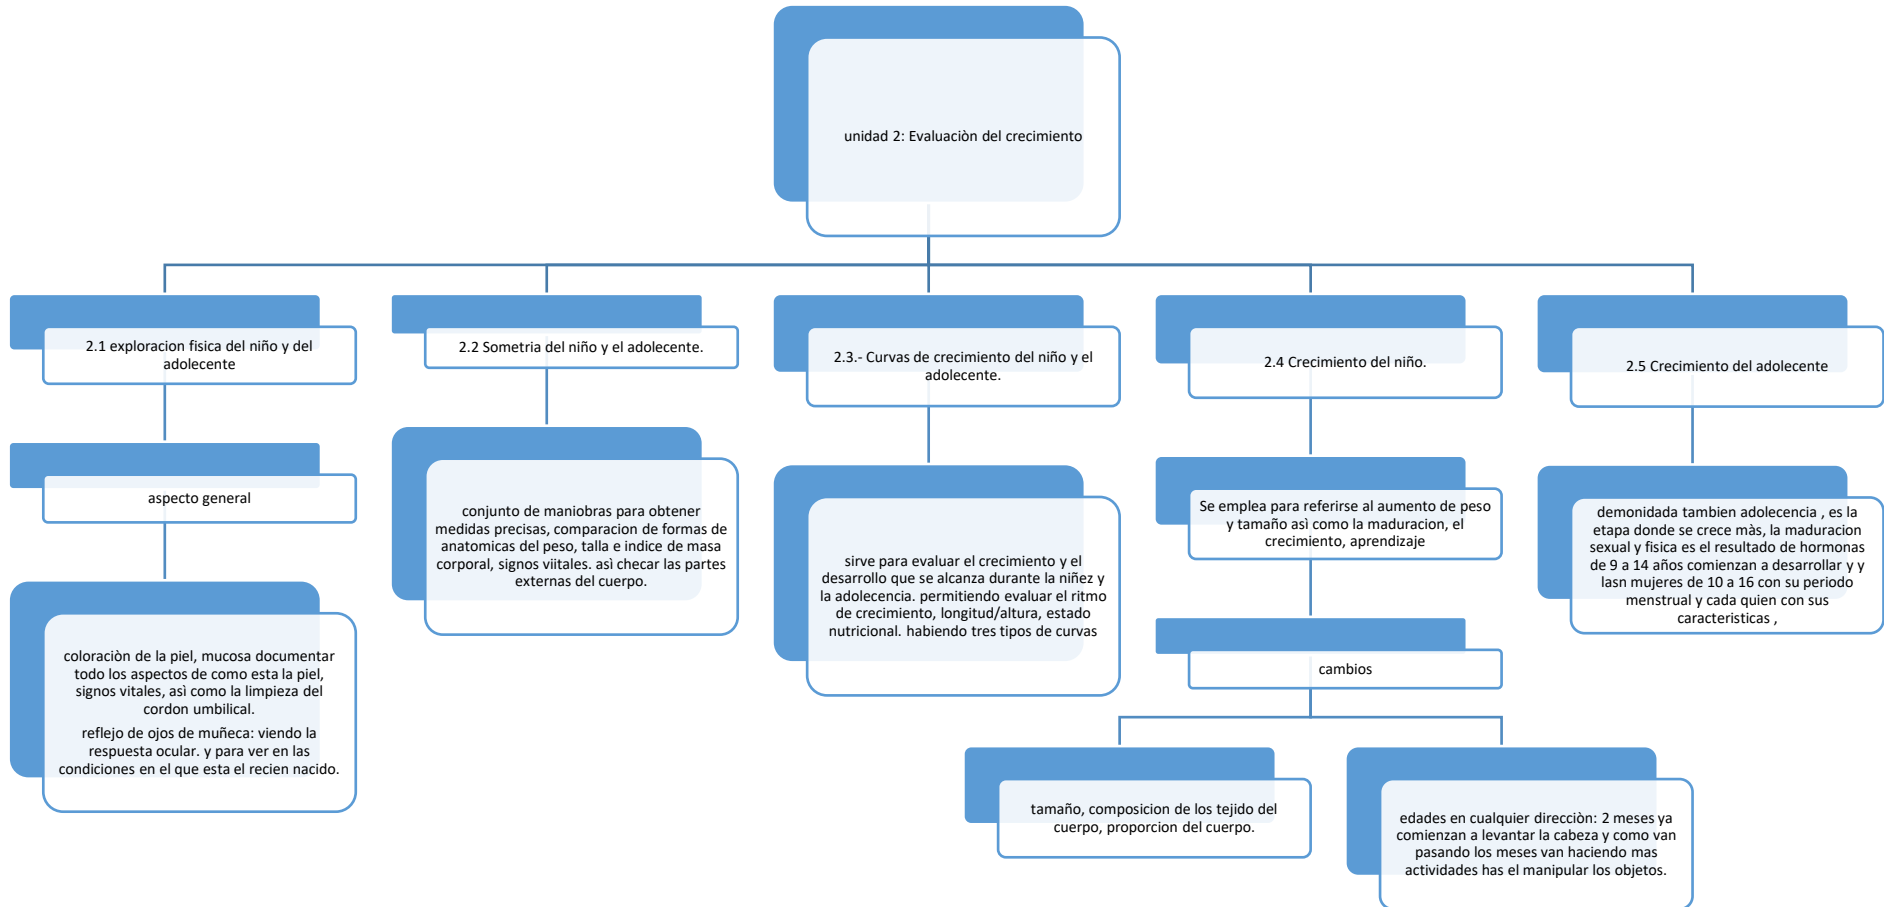 unidad 2: Evaluaciòn del crecimiento
2.1 exploracion fisica del niño y del
adolecente
aspecto general
coloraciòn de la piel, mucosa documentar
todo los aspectos de como esta la piel,
signos vitales, asì como la limpieza del
cordon umbilical.
reflejo de ojos de muñeca: viendo la
respuesta ocular. y para ver en las
condiciones en el que esta el recien nacido.
2.2 Sometria del niño y el adolecente.
conjunto de maniobras para obtener
medidas precisas, comparacion de formas de
anatomicas del peso, talla e indice de masa
corporal, signos viitales. asì checar las partes
externas del cuerpo.
2.3.- Curvas de crecimiento del niño y el
adolecente.
sirve para evaluar el crecimiento y el
desarrollo que se alcanza durante la niñez y
la adolecencia. permitiendo evaluar el ritmo
de crecimiento, longitud/altura, estado
nutricional. habiendo tres tipos de curvas
2.4 Crecimiento del niño.
Se emplea para referirse al aumento de peso
y tamaño asì como la maduracion, el
crecimiento, aprendizaje
cambios
tamaño, composicion de los tejido del
cuerpo, proporcion del cuerpo.
edades en cualquier direcciòn: 2 meses ya
comienzan a levantar la cabeza y como van
pasando los meses van haciendo mas
actividades has el manipular los objetos.
2.5 Crecimiento del adolecente
demonidada tambien adolecencia , es la
etapa donde se crece màs, la maduracion
sexual y fisica es el resultado de hormonas
de 9 a 14 años comienzan a desarrollar y y
lasn mujeres de 10 a 16 con su periodo
menstrual y cada quien con sus
caracteristicas ,